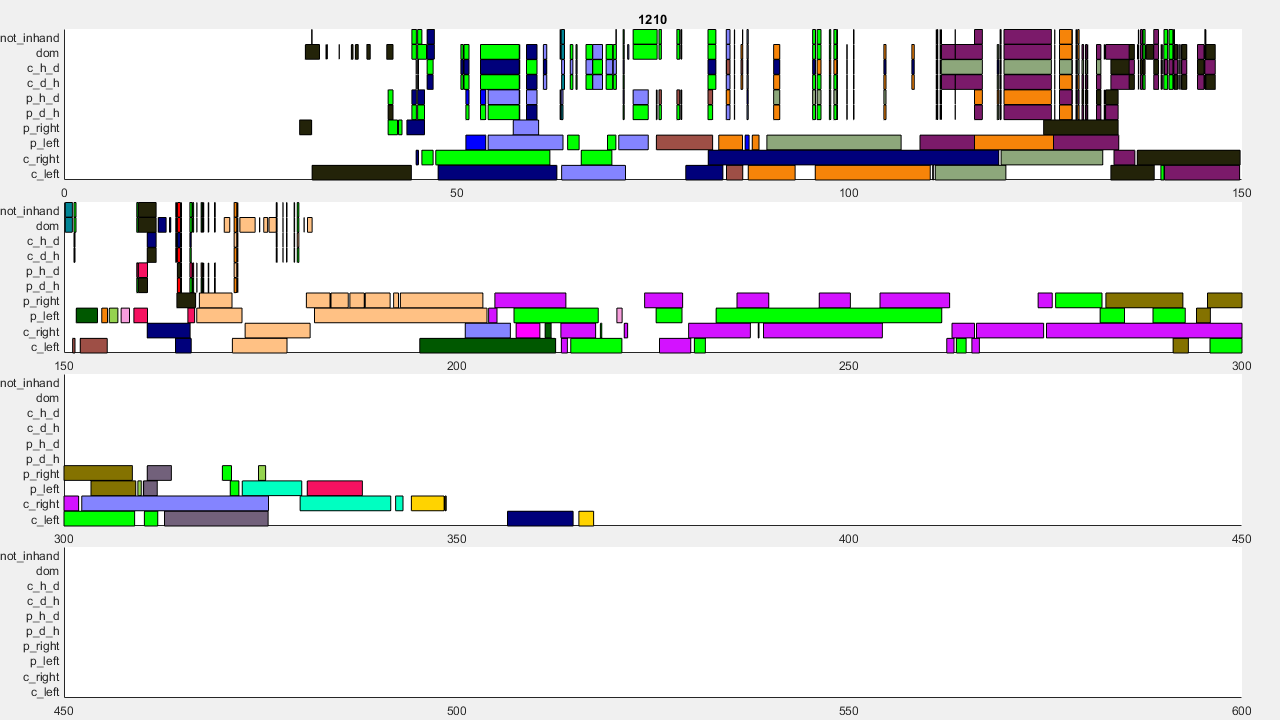 1210
not_inhand
dom
c_h_d
c_d_h
p_h_d
p_d_h
p_right
p_left
c_right
c_left
0 50 100 150
not_inhand
dom
c_h_d
c_d_h
p_h_d
p_d_h
p_right
p_left
c_right
c_left
150 200 250 300
not_inhand
dom
c_h_d
c_d_h
p_h_d
p_d_h
p_right
p_left
c_right
c_left
300 350 400 450
not_inhand
dom
c_h_d
c_d_h
p_h_d
p_d_h
p_right
p_left
c_right
c_left
450 500 550 600